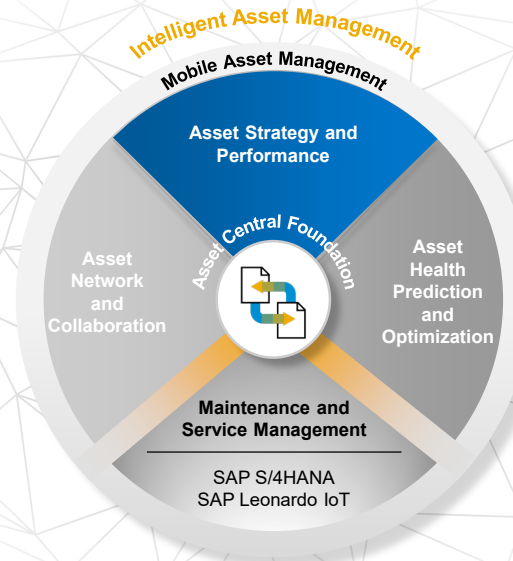 Intelligent Asset Management
Mobile Asset Management
Asset Strategy and
Performance
Asset Central Foundation
Asset
Network
and
Collaboration
Asset
Health
Prediction
and
Optimization
Maintenance and
Service Management
SAP S/4HANA
SAP Leonardo IoT